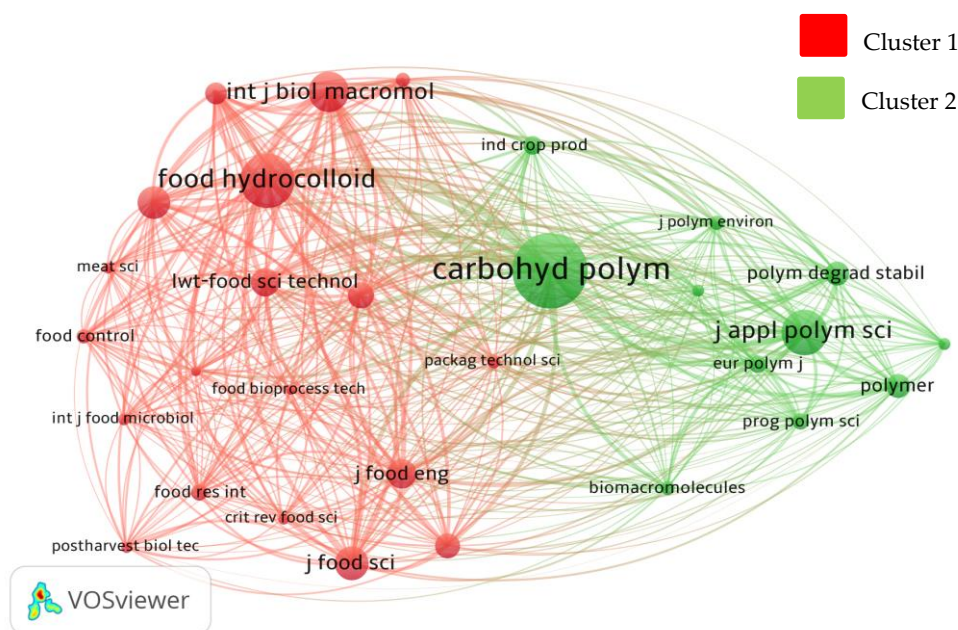 Cluster 1
Cluster 2
int j biol macromol
ind crop prod
food hydrocolloid
j polym environ
meat sci
carbohyd polym
polym degrad stabil
lwt-food sci technol
food control
j appl polym sci
packag technol sci
eur polym j
food bioprocess tech
polymer
int j food microbiol
prog polym sci
j food eng
food res int
biomacromolecules
crit rev food sci
postharvest biol tec
j food sci
VOSviewer